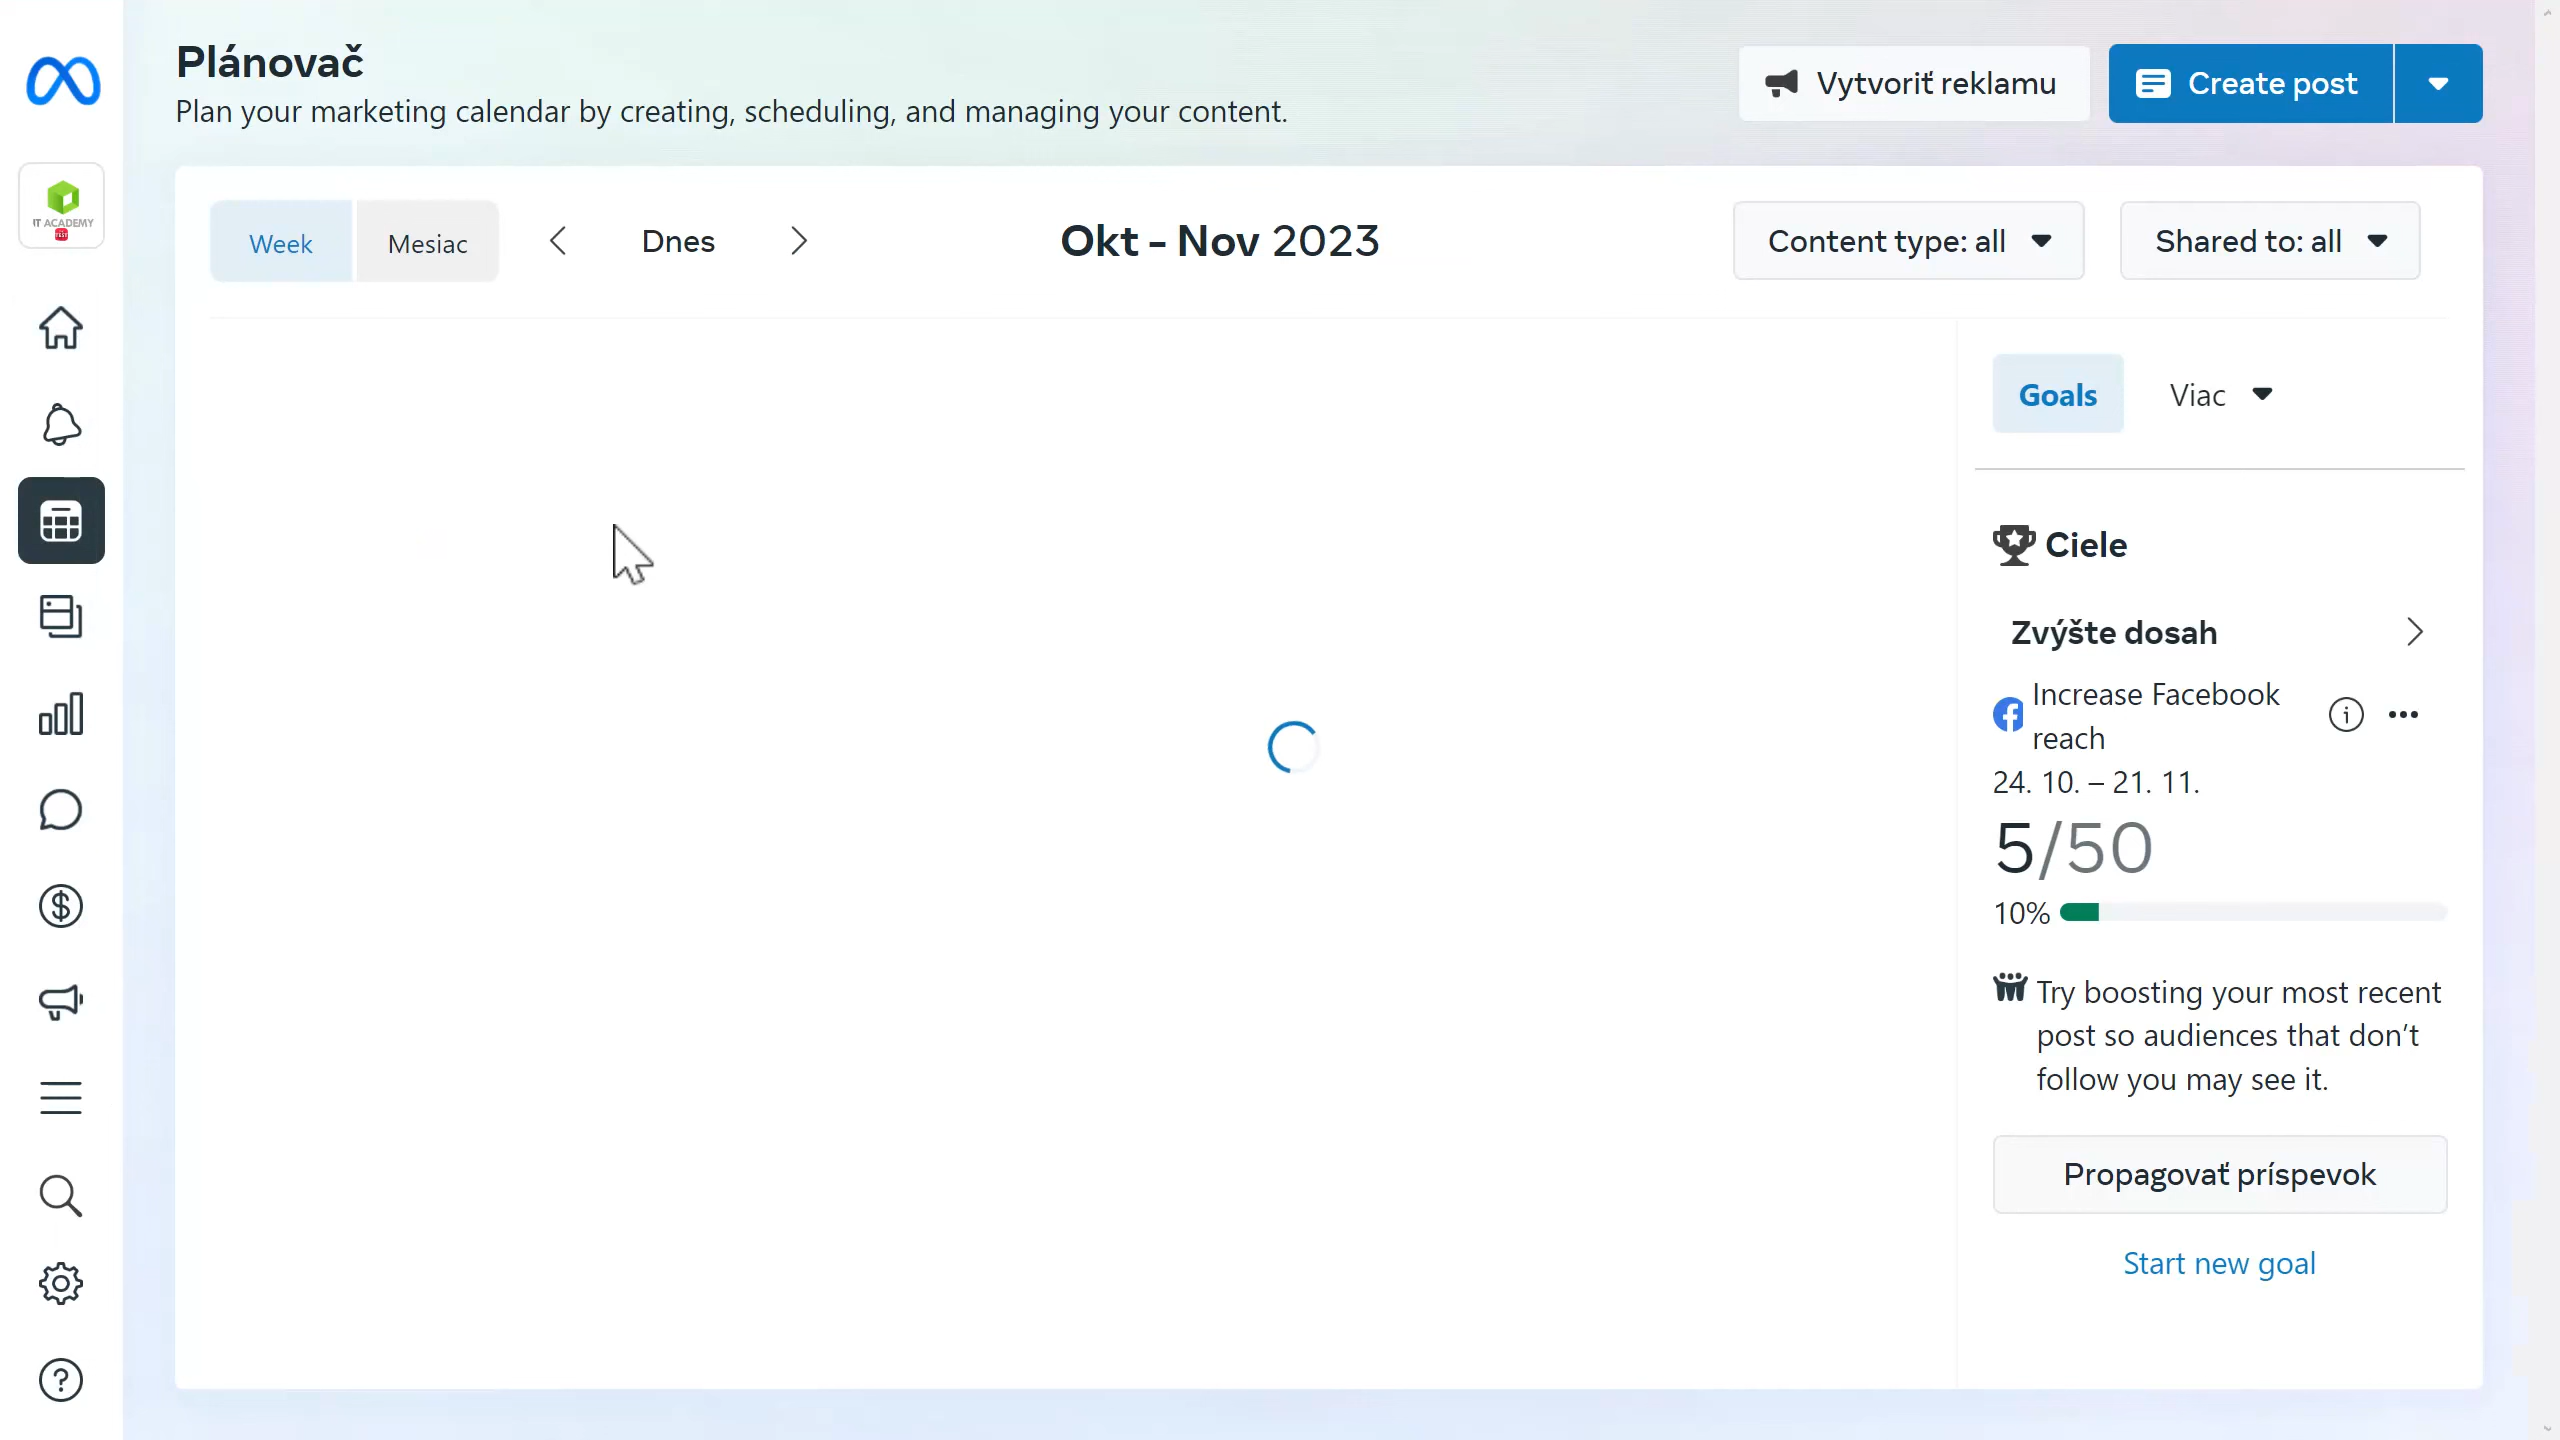 Plánovač
Plan your marketing calendar by creating, scheduling, and managing your content.
Vytvoriť reklamu
Create post
IT ACADEMY
TEST
Week
Mesiac
Dnes
Okt – Nov 2023
Content type: all
Shared to: all
Goals
Viac
Ciele
Zvýšte dosah
Increase Facebook
reach
24. 10. – 21. 11.
5/50
10%
Try boosting your most recent
post so audiences that don’t
follow you may see it.
Propagovať príspevok
Start new goal